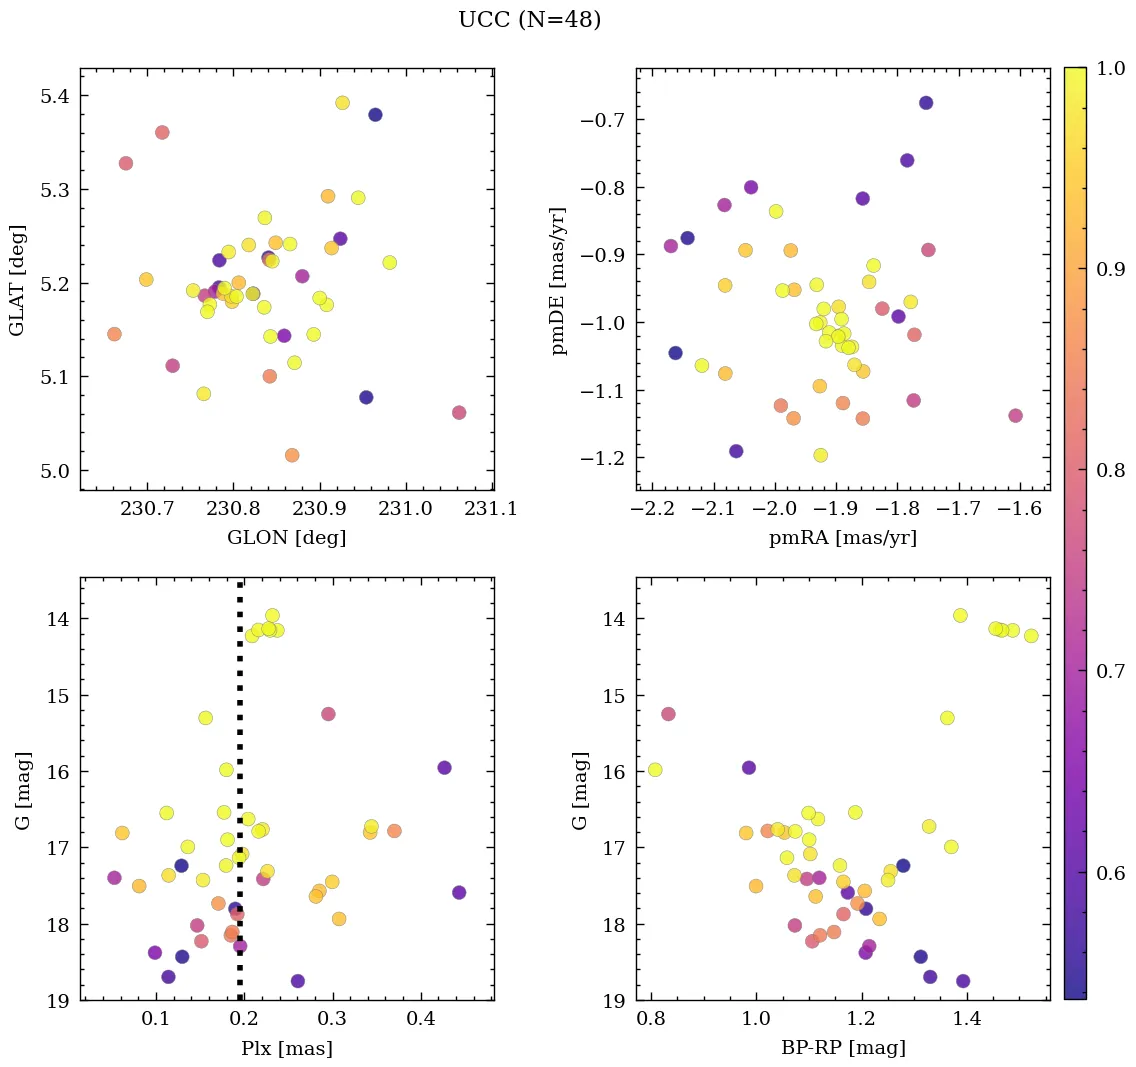 UCC (N=48)
5.4
5.3
5.2
5.1
5.0
GLAT [deg]
230.7 230.8 230.9 231.0 231.1
GLON [deg]
−0.7
−0.8
−0.9
−1.0
−1.1
−1.2
pmDE [mas/yr]
−2.2 −2.1 −2.0 −1.9 −1.8 −1.7 −1.6
pmRA [mas/yr]
14
15
16
17
18
19
G [mag]
0.1 0.2 0.3 0.4
Plx [mas]
14
15
16
17
18
19
G [mag]
0.8 1.0 1.2 1.4
BP-RP [mag]
1.0
0.9
0.8
0.7
0.6